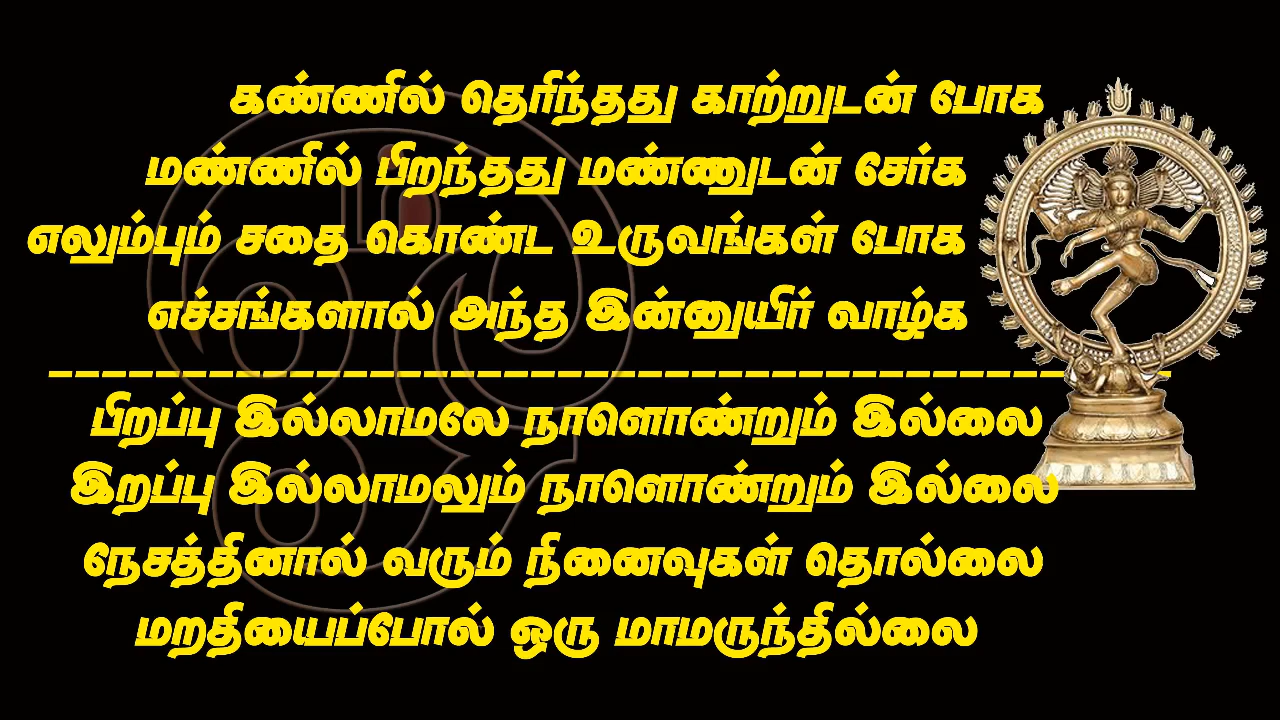 கண்ணில் தெரிந்தது காற்றுடன் போக
மண்ணில் பிறந்தது மண்ணுடன் சேர்க
எலும்பும் சதை கொண்ட உருவங்கள் போக
எச்சங்களால் அந்த இன்னுயிர் வாழ்க
பிறப்பு இல்லாமலே நாளொண்றும் இல்லை
இறப்பு இல்லாமலும் நாளொண்றும் இல்லை
நேசத்தினால் வரும் நினைவுகள் தொல்லை
மறதியைப்போல் ஒரு மாமருந்தில்லை